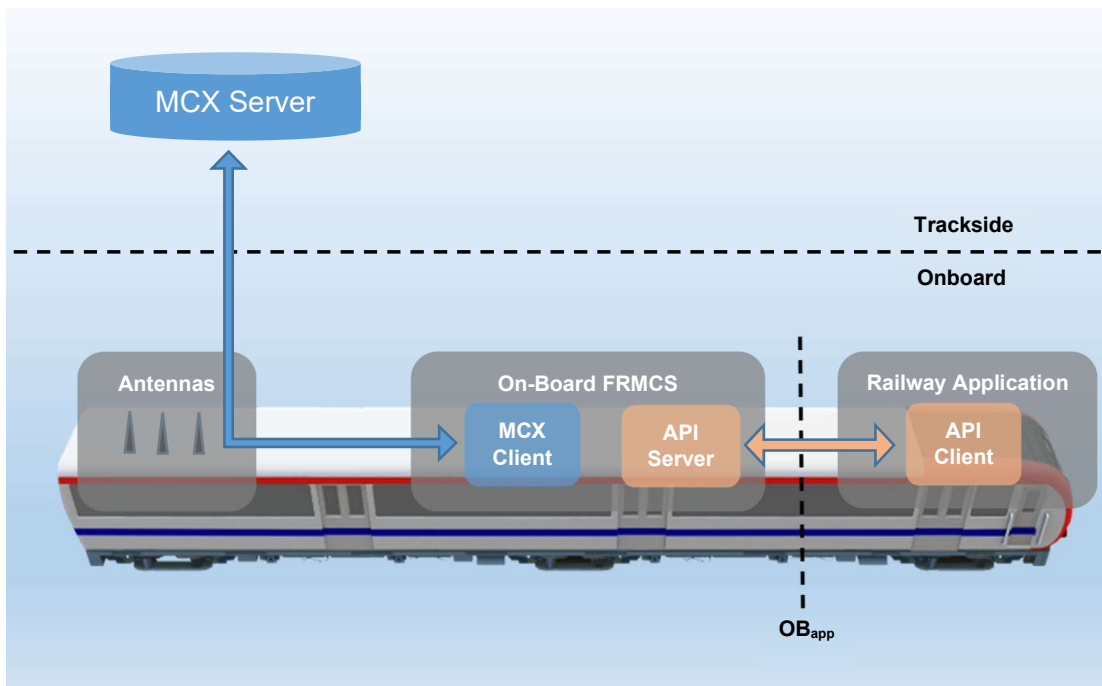 MCX Server
Trackside
Onboard
Antennas
On-Board FRMCS
Railway Application
MCX
Client
API
Server
API
Client
OBapp